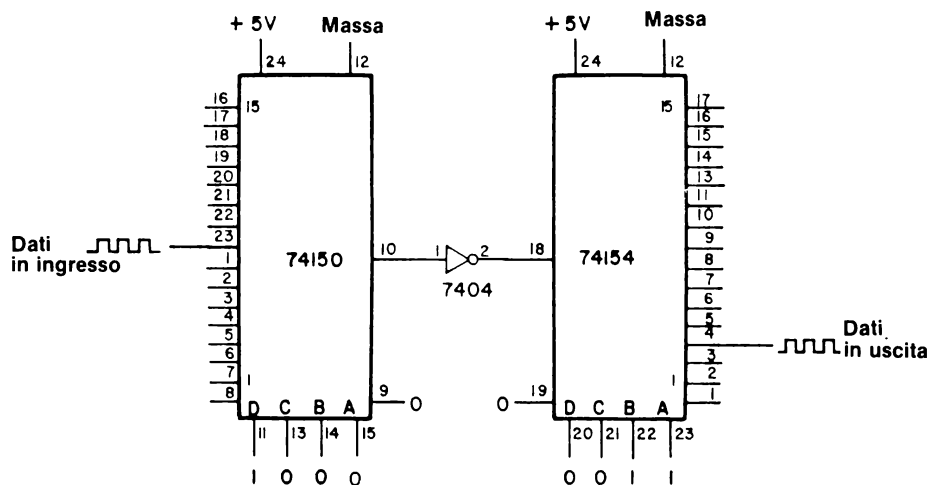 + 5V Massa + 5V Massa
24 12 24 12
16 15 15 17
17 16
18 15
19 14
20 13
21 11
22 10
Dati in ingresso
23 9
74150 10 1 2 18 74154
7404
1 8
2 7
3 6
4 5
5 4
Dati in uscita
6 3
7 1 1 2
8 9 0 0 19 1
D C B A D C B A
11 13 14 15 20 21 22 23
1 0 0 0 0 0 1 1